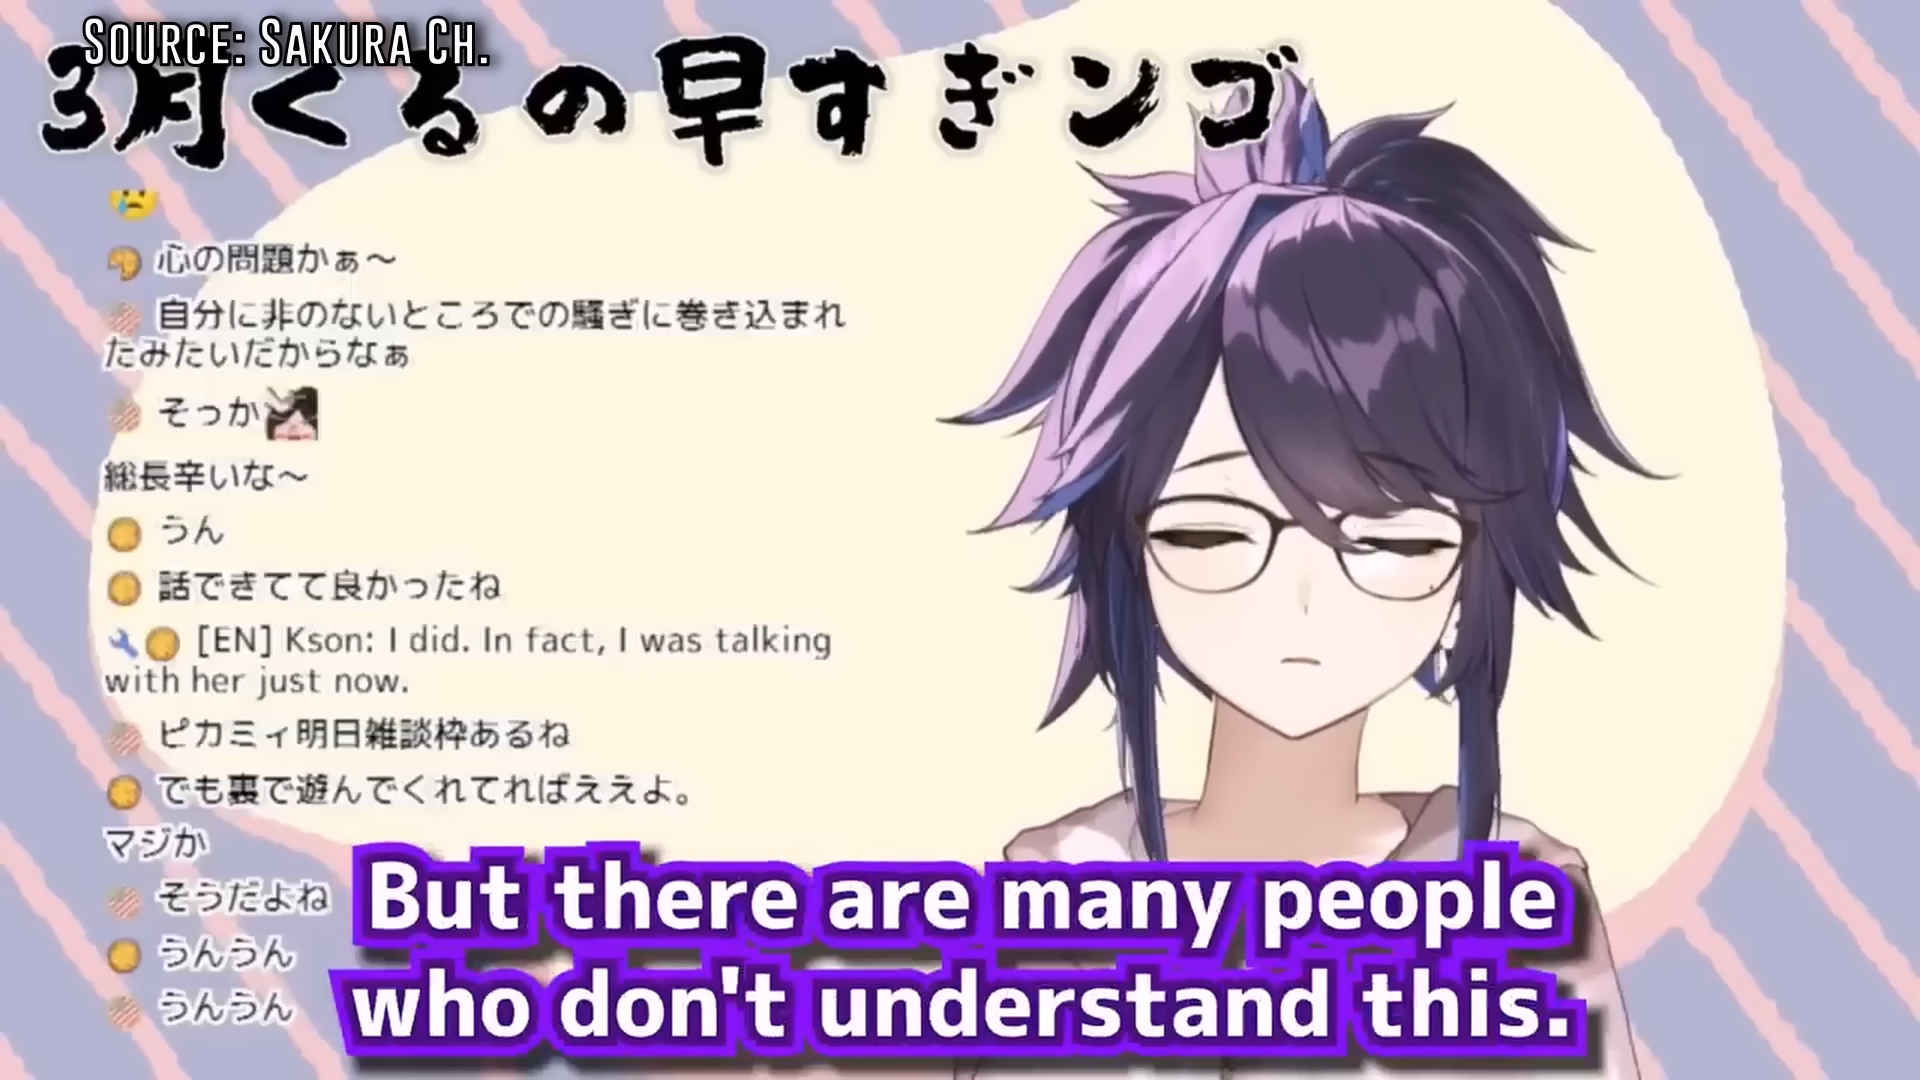 SOURCE: SAKURA CH.
3月くるの早すぎンゴ
心の問題かぁ～
自分に非のないところでの騒ぎに巻き込まれ
たみたいだからなぁ
そっか
総長辛いな～
うん
話できてて良かったね
[EN] Kson: I did. In fact, I was talking
with her just now.
ピカミィ明日雑談枠あるね
でも裏で遊んでくれてればええよ。
マジか
そうだよね
うんうん
うんうん
But there are many people
who don't understand this.